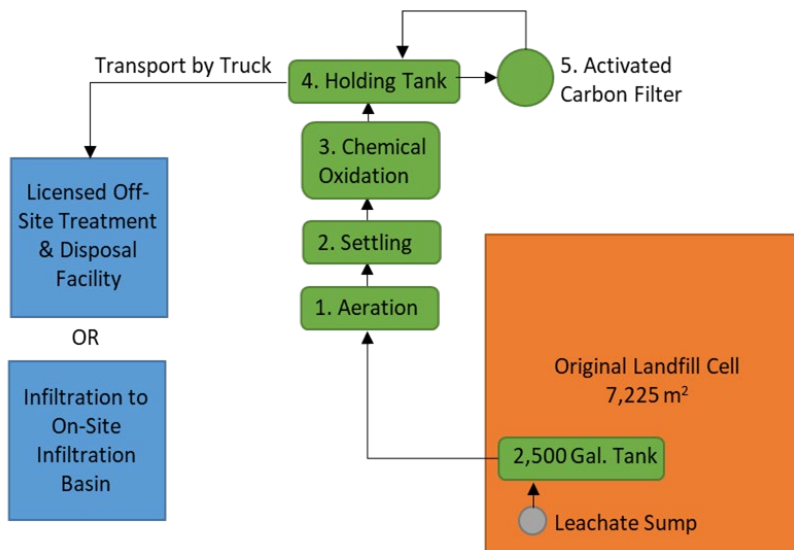 Transport by Truck
4. Holding Tank
5. Activated
Carbon Filter
3. Chemical
Oxidation
Licensed Off-
Site Treatment
& Disposal
Facility
2. Settling
1. Aeration
OR
Infiltration to
On-Site
Infiltration
Basin
Original Landfill Cell
7,225 m²
2,500 Gal. Tank
Leachate Sump